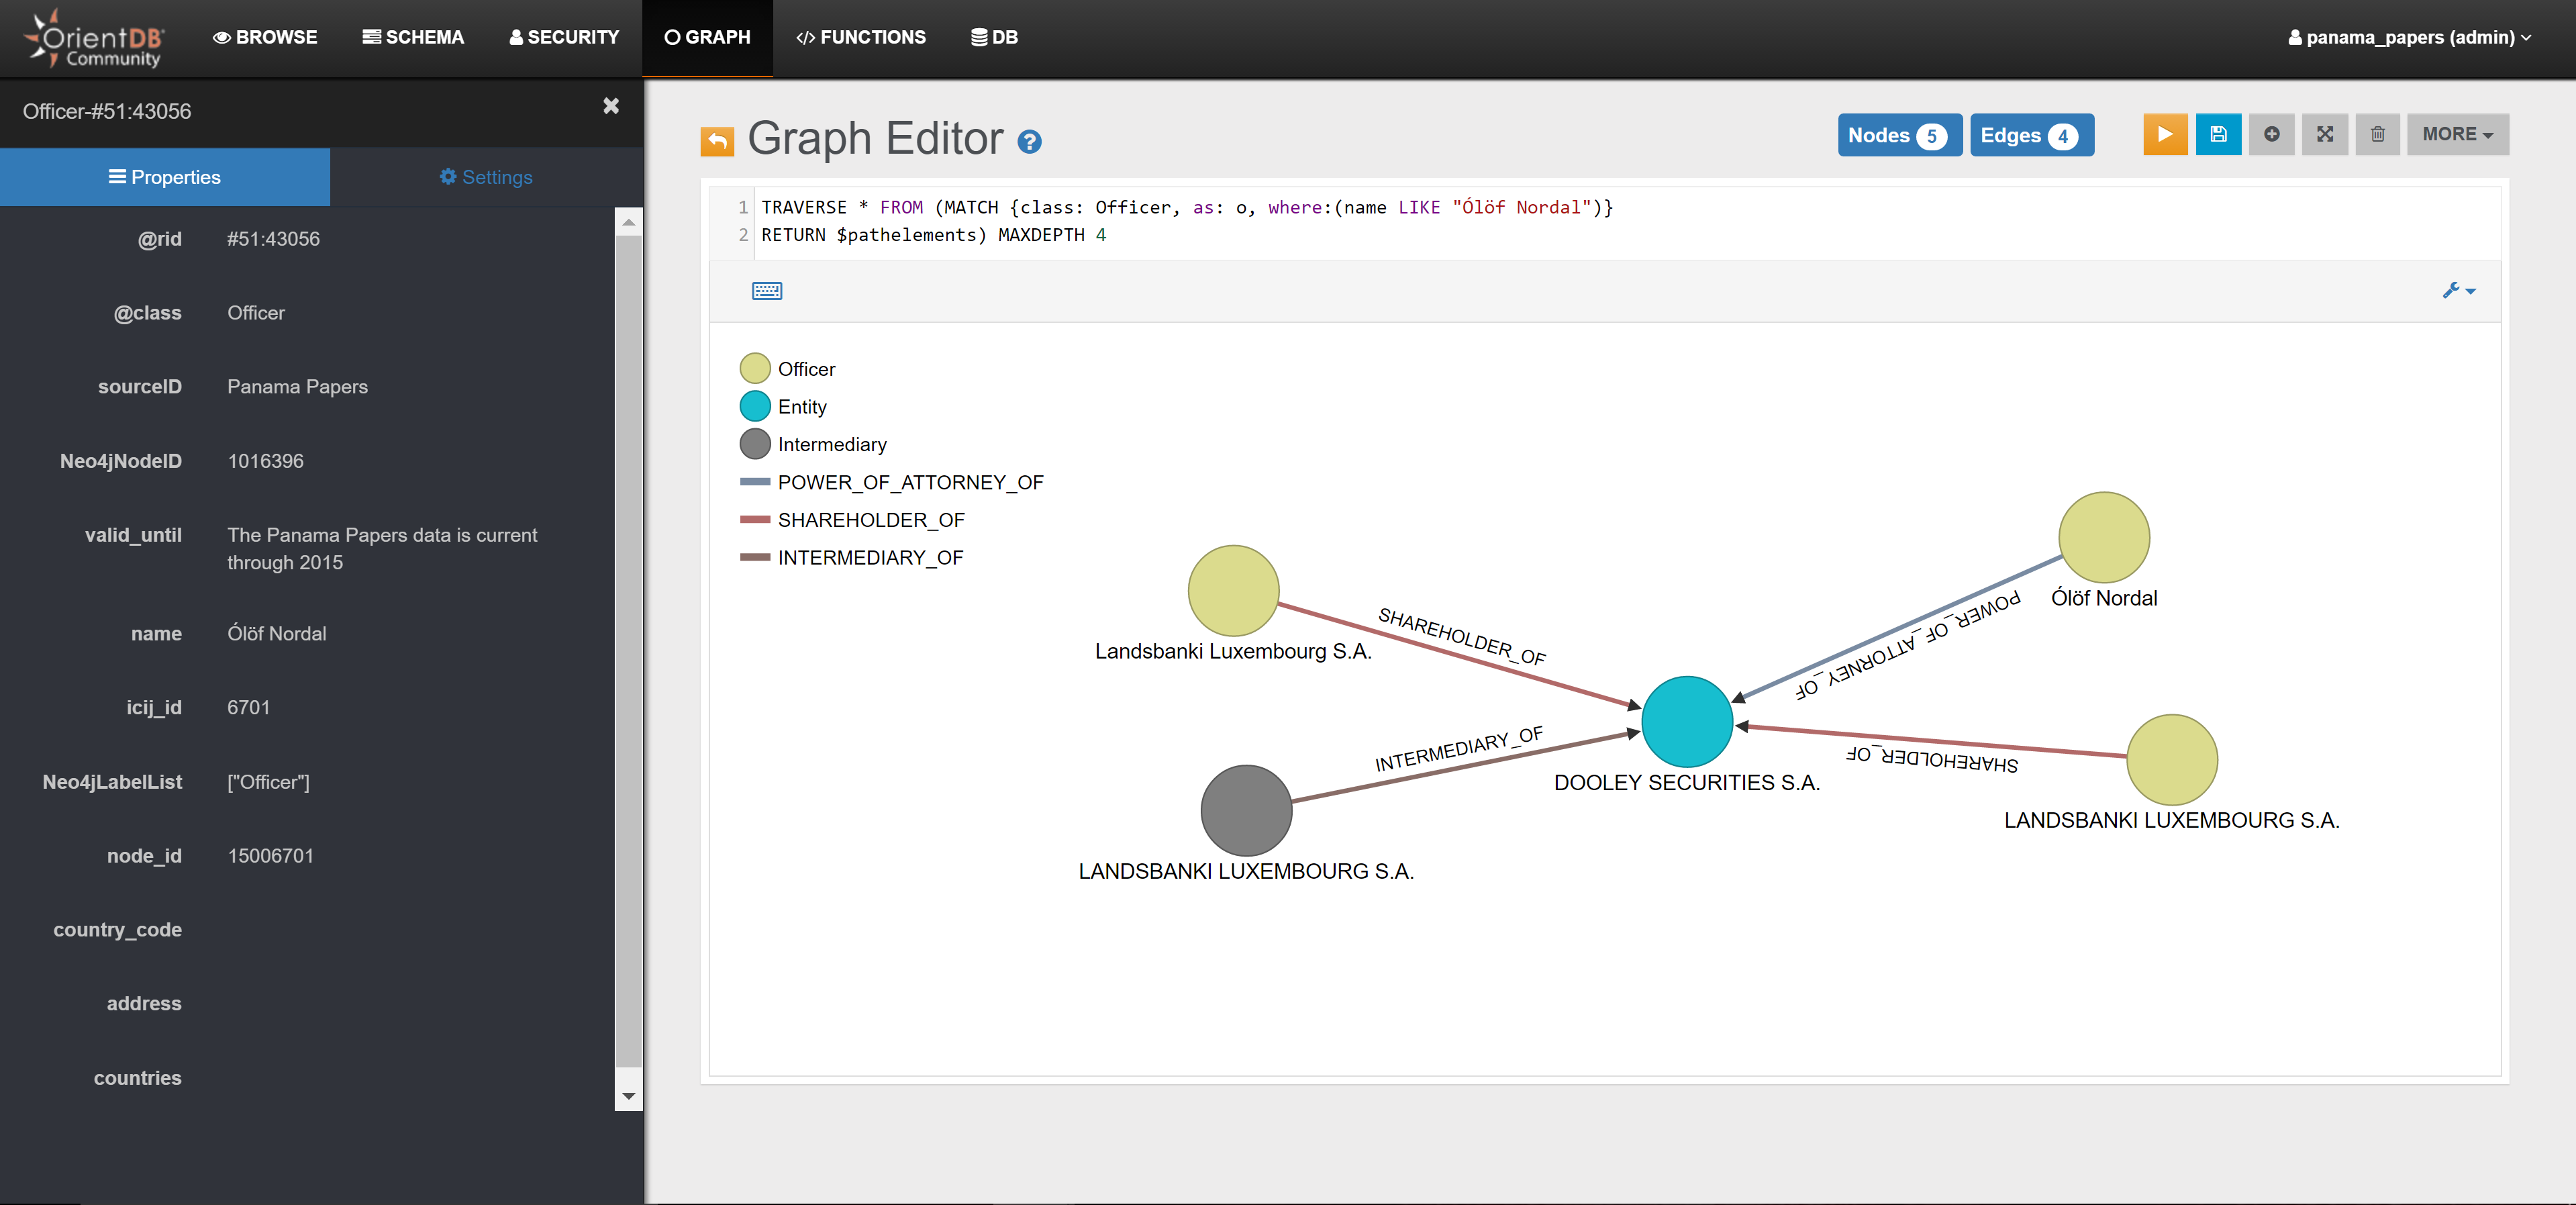 OrientDB
Community
BROWSE
SCHEMA
SECURITY
GRAPH
FUNCTIONS
DB
panama_papers (admin)
Officer-#51:43056
Properties
Settings
@rid #51:43056
@class Officer
sourceID Panama Papers
Neo4jNodeID 1016396
valid_until The Panama Papers data is current
through 2015
name Ólöf Nordal
icij_id 6701
Neo4jLabelList ["Officer"]
node_id 15006701
country_code
address
countries
Graph Editor ?
Nodes 5
Edges 4
MORE
1 TRAVERSE * FROM (MATCH {class: Officer, as: o, where:(name LIKE "Ólöf Nordal")}
2 RETURN $pathelements) MAXDEPTH 4
Officer
Entity
Intermediary
POWER_OF_ATTORNEY_OF
SHAREHOLDER_OF
INTERMEDIARY_OF
Ólöf Nordal
POWER_OF_ATTORNEY_OF
Landsbanki Luxembourg S.A.
SHAREHOLDER_OF
INTERMEDIARY_OF
DOOLEY SECURITIES S.A.
SHAREHOLDER_OF
LANDSBANKI LUXEMBOURG S.A.
LANDSBANKI LUXEMBOURG S.A.